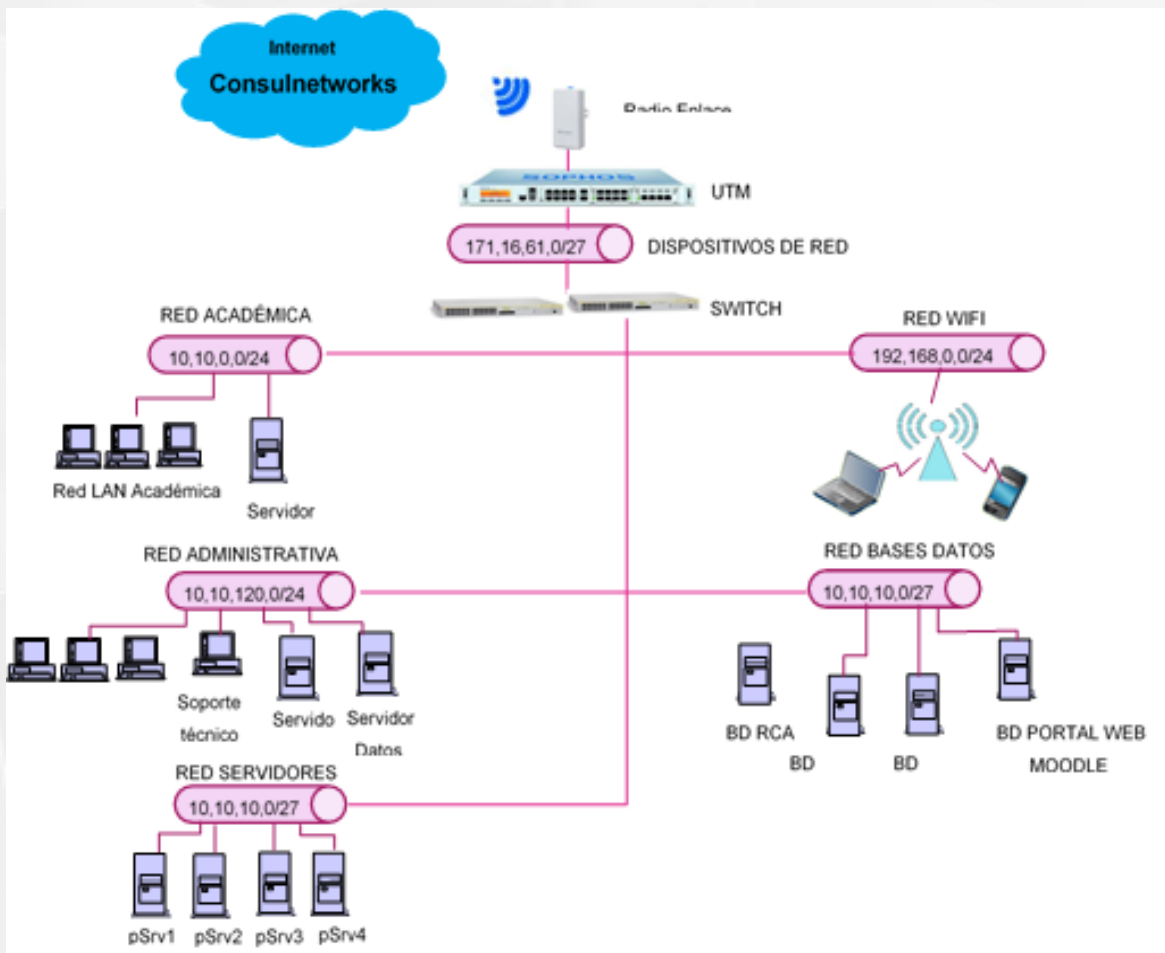 Internet
Consulnetworks
Radio Enlace
SOPHOS
UTM
171,16,61,0/27
DISPOSITIVOS DE RED
SWITCH
RED ACADÉMICA
10,10,0,0/24
RED WIFI
192,168,0,0/24
Red LAN Académica
Servidor
RED ADMINISTRATIVA
10,10,120,0/24
RED BASES DATOS
10,10,10,0/27
Soporte
técnico
Servido
Servidor
Datos
BD RCA
BD
BD
BD PORTAL WEB
MOODLE
RED SERVIDORES
10,10,10,0/27
pSrv1
pSrv2
pSrv3
pSrv4